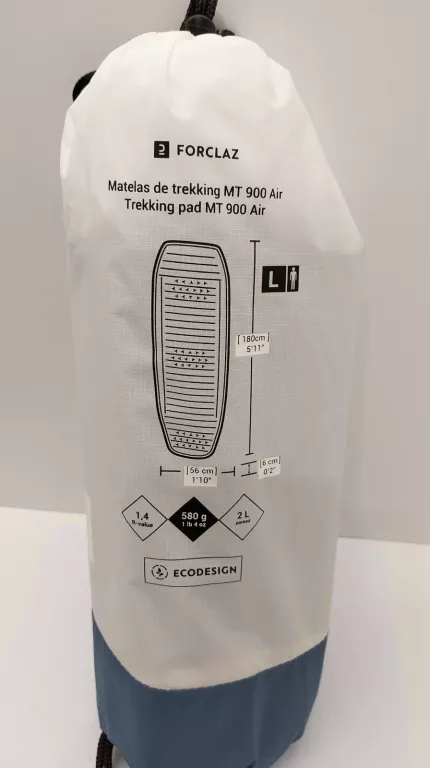 FORCLAZ
Matelas de trekking MT 900 Air
Trekking pad MT 900 Air
L
[180cm]
5'11"
[56 cm]
1'10"
[6 cm]
0'2"
1,4
R-value
580 g
1 lb 4 oz
2 L
packed
ECODESIGN